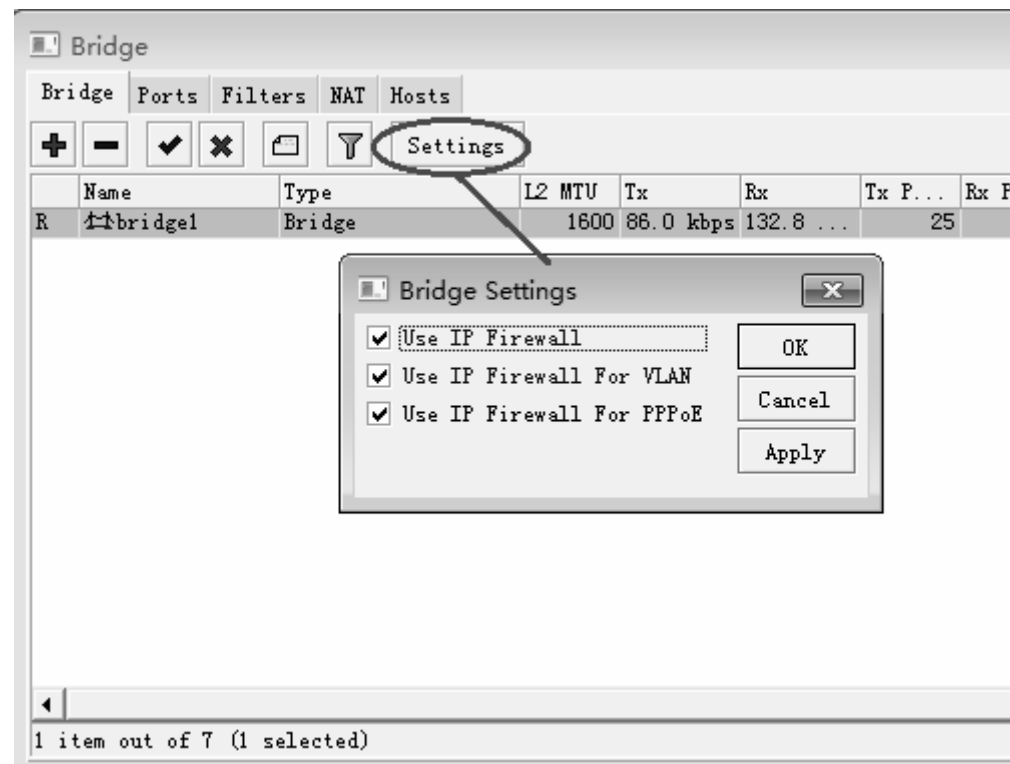 Bridge
Bridge Ports Filters NAT Hosts
Settings
Name Type L2 MTU Tx Rx Tx P... Rx P
R bridge1 Bridge 1600 86.0 kbps 132.8 ... 25
Bridge Settings
Use IP Firewall
OK
Use IP Firewall For VLAN
Cancel
Use IP Firewall For PPPoE
Apply
1 item out of 7 (1 selected)